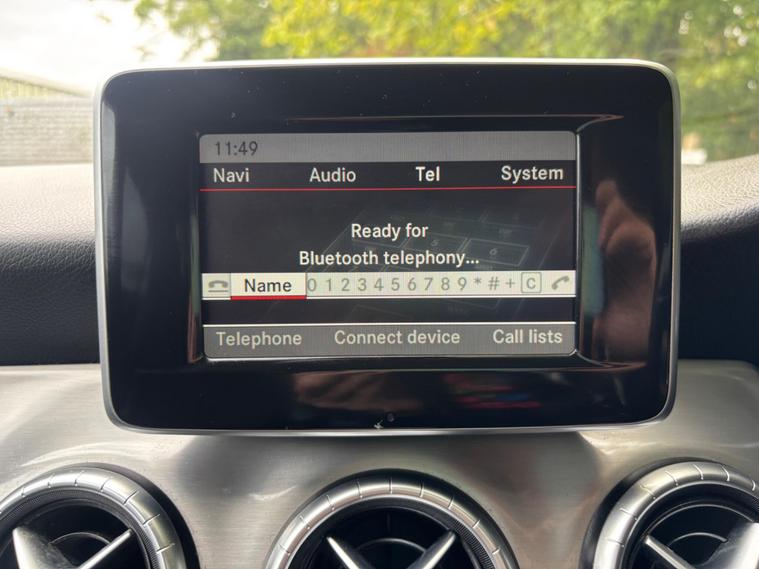 11:49
Navi Audio Tel System
Ready for
Bluetooth telephony...
Name 0 1 2 3 4 5 6 7 8 9 * # + C
Telephone Connect device Call lists